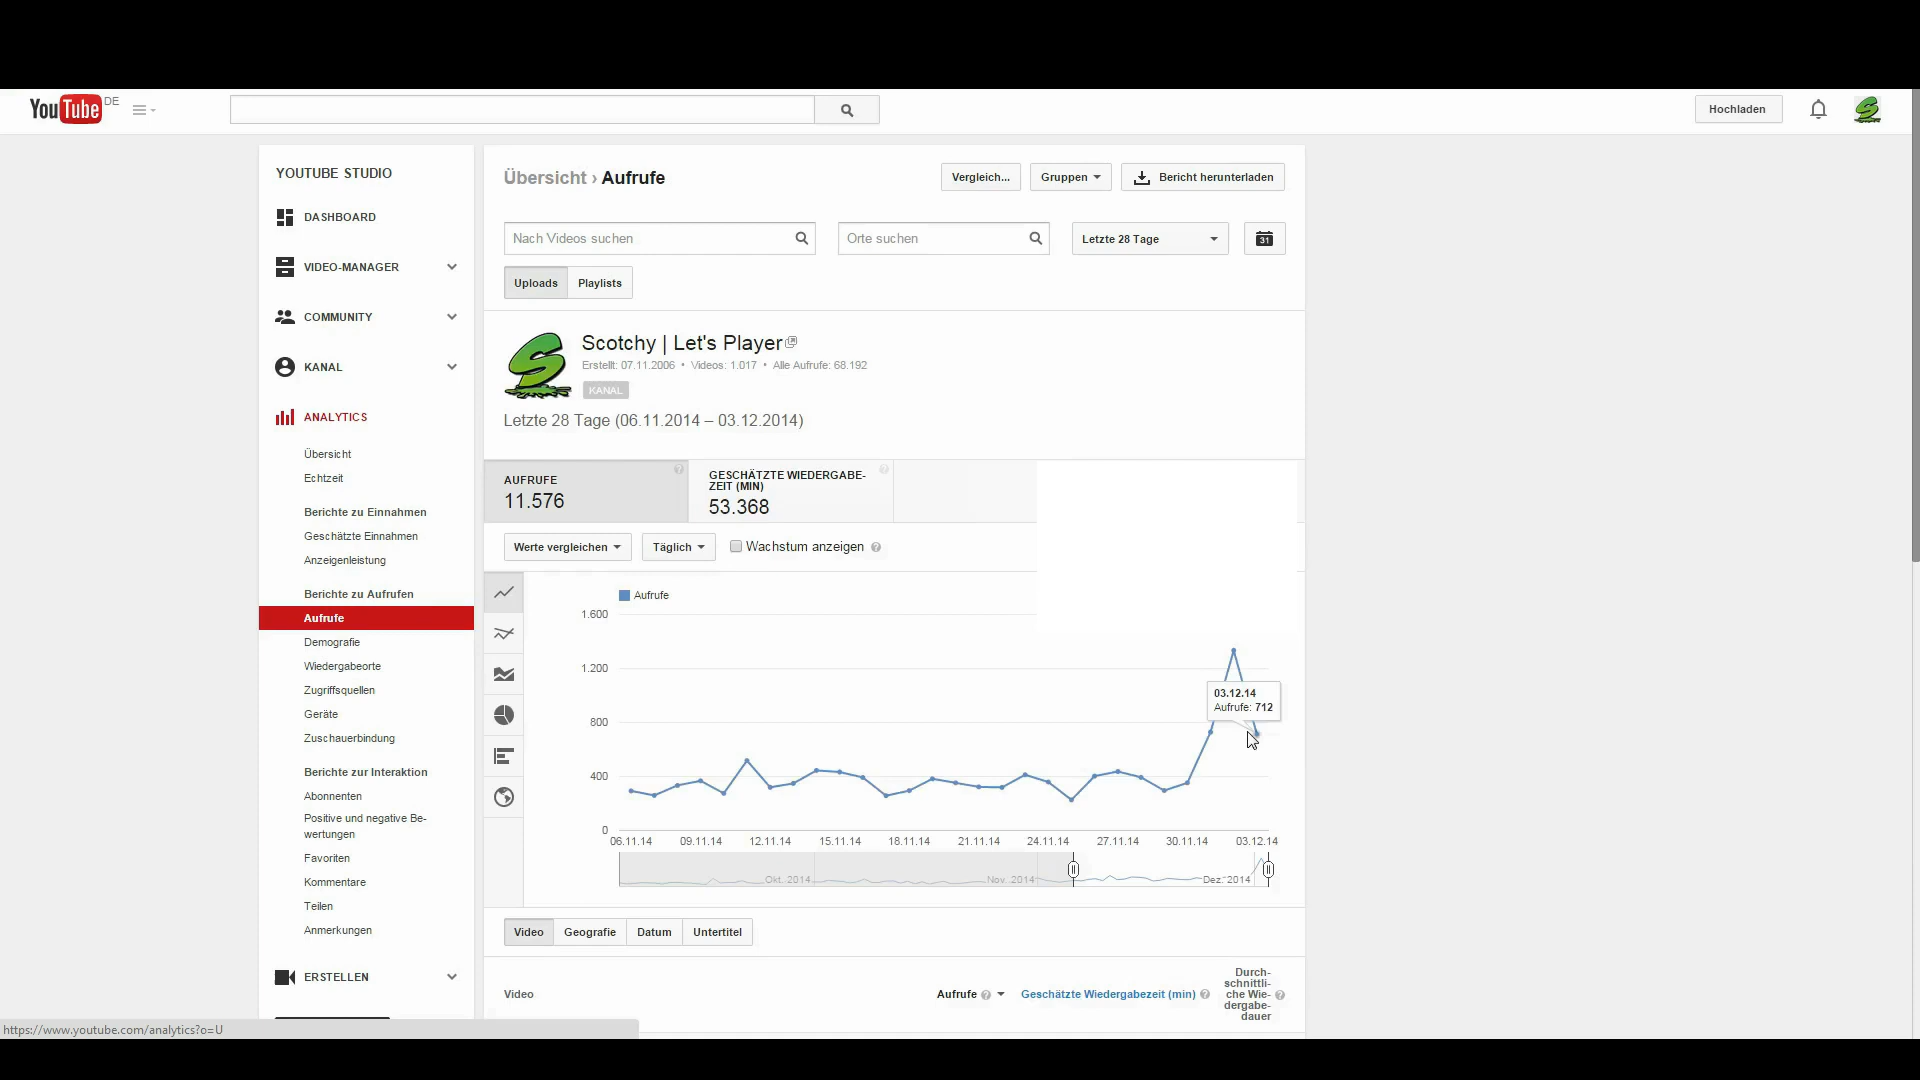 YouTube DE
Hochladen
YOUTUBE STUDIO
DASHBOARD
VIDEO-MANAGER
COMMUNITY
KANAL
ANALYTICS
Übersicht
Echtzeit
Berichte zu Einnahmen
Geschätzte Einnahmen
Anzeigenleistung
Berichte zu Aufrufen
Aufrufe
Demografie
Wiedergabeorte
Zugriffsquellen
Geräte
Zuschauerbindung
Berichte zur Interaktion
Abonnenten
Positive und negative Be-
wertungen
Favoriten
Kommentare
Teilen
Anmerkungen
ERSTELLEN
Übersicht › Aufrufe
Vergleich...
Gruppen
Bericht herunterladen
Nach Videos suchen
Orte suchen
Letzte 28 Tage
31
Uploads
Playlists
Scotchy | Let's Player
Erstellt: 07.11.2006 • Videos: 1.017 • Alle Aufrufe: 68.192
KANAL
Letzte 28 Tage (06.11.2014 – 03.12.2014)
AUFRUFE
11.576
GESCHÄTZTE WIEDERGABE-
ZEIT (MIN)
53.368
Werte vergleichen
Täglich
Wachstum anzeigen
Aufrufe
1.600
1.200
800
400
0
03.12.14
Aufrufe: 712
06.11.14 09.11.14 12.11.14 15.11.14 18.11.14 21.11.14 24.11.14 27.11.14 30.11.14 03.12.14
Okt. 2014 Nov. 2014 Dez. 2014
Video
Geografie
Datum
Untertitel
Video
Aufrufe
Geschätzte Wiedergabezeit (min)
Durch-
schnittli-
che Wie-
dergabe-
dauer
https://www.youtube.com/analytics?o=U